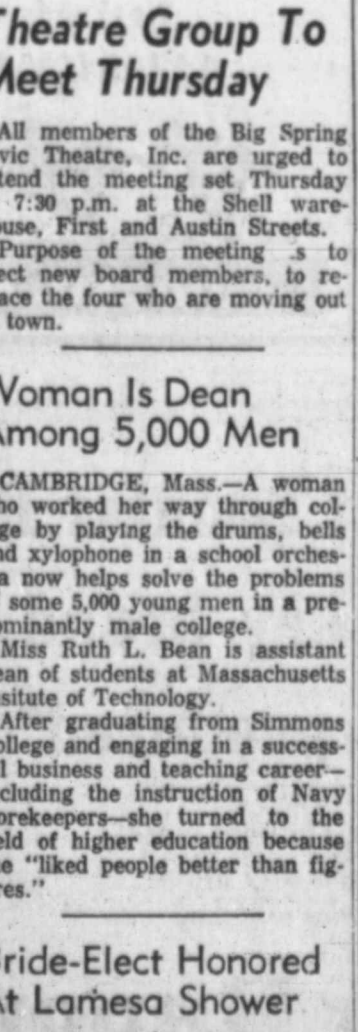 Theatre Group To
Meet Thursday
All members of the Big Spring
vic Theatre, Inc. are urged to
tend the meeting set Thursday
7:30 p.m. at the Shell ware-
ouse, First and Austin Streets.
Purpose of the meeting .s to
ect new board members, to re-
ace the four who are moving out
town.
Woman Is Dean
Among 5,000 Men
CAMBRIDGE, Mass.—A woman
ho worked her way through col-
ge by playing the drums, bells
nd xylophone in a school orches-
a now helps solve the problems
some 5,000 young men in a pre-
ominantly male college.
Miss Ruth L. Bean is assistant
ean of students at Massachusetts
nsitute of Technology.
After graduating from Simmons
ollege and engaging in a success-
l business and teaching career—
cluding the instruction of Navy
orekeepers—she turned to the
eld of higher education because
e "liked people better than fig-
res."
ride-Elect Honored
At Lamesa Shower